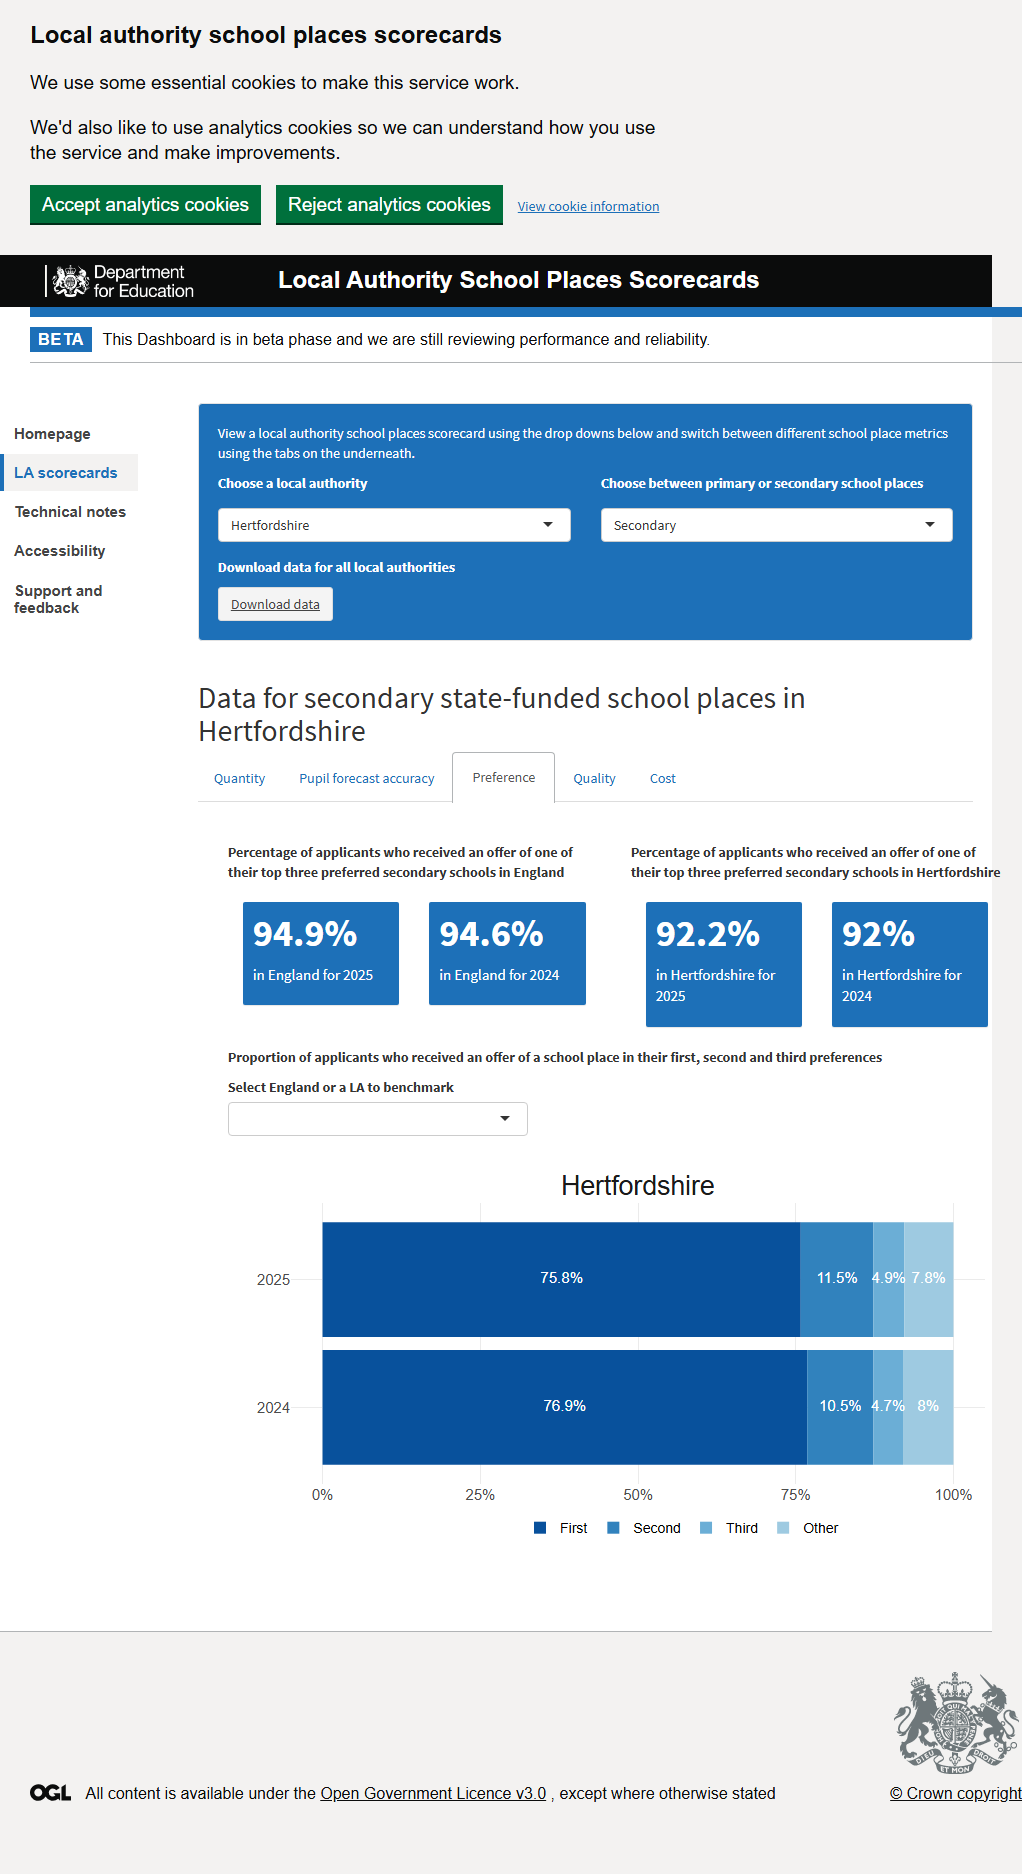 Local authority school places scorecards
We use some essential cookies to make this service work.
We'd also like to use analytics cookies so we can understand how you use
the service and make improvements.
Accept analytics cookies
Reject analytics cookies
View cookie information
Department
for Education
Local Authority School Places Scorecards
BETA
This Dashboard is in beta phase and we are still reviewing performance and reliability.
Homepage
LA scorecards
Technical notes
Accessibility
Support and
feedback
View a local authority school places scorecard using the drop downs below and switch between different school place metrics
using the tabs on the underneath.
Choose a local authority
Choose between primary or secondary school places
Hertfordshire
Secondary
Download data for all local authorities
Download data
Data for secondary state-funded school places in
Hertfordshire
Quantity
Pupil forecast accuracy
Preference
Quality
Cost
Percentage of applicants who received an offer of one of
their top three preferred secondary schools in England
Percentage of applicants who received an offer of one of
their top three preferred secondary schools in Hertfordshire
94.9%
in England for 2025
94.6%
in England for 2024
92.2%
in Hertfordshire for
2025
92%
in Hertfordshire for
2024
Proportion of applicants who received an offer of a school place in their first, second and third preferences
Select England or a LA to benchmark
Hertfordshire
2025
75.8%
11.5%
4.9%
7.8%
2024
76.9%
10.5%
4.7%
8%
0%
25%
50%
75%
100%
First
Second
Third
Other
DIEU
ET MON
DROIT
OGL
All content is available under the Open Government Licence v3.0 , except where otherwise stated
© Crown copyright